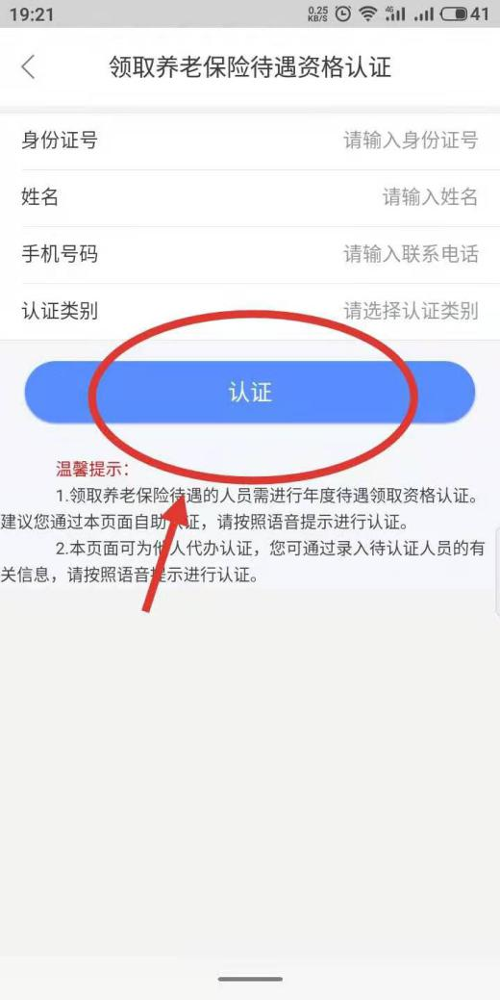 19:21 0.25 KB/S 4G 41
领取养老保险待遇资格认证
身份证号 请输入身份证号
姓名 请输入姓名
手机号码 请输入联系电话
认证类别 请选择认证类别
认证
温馨提示：
1.领取养老保险待遇的人员需进行年度待遇领取资格认证。
建议您通过本页面自助认证，请按照语音提示进行认证。
2.本页面可为他人代办认证，您可通过录入待认证人员的有
关信息，请按照语音提示进行认证。